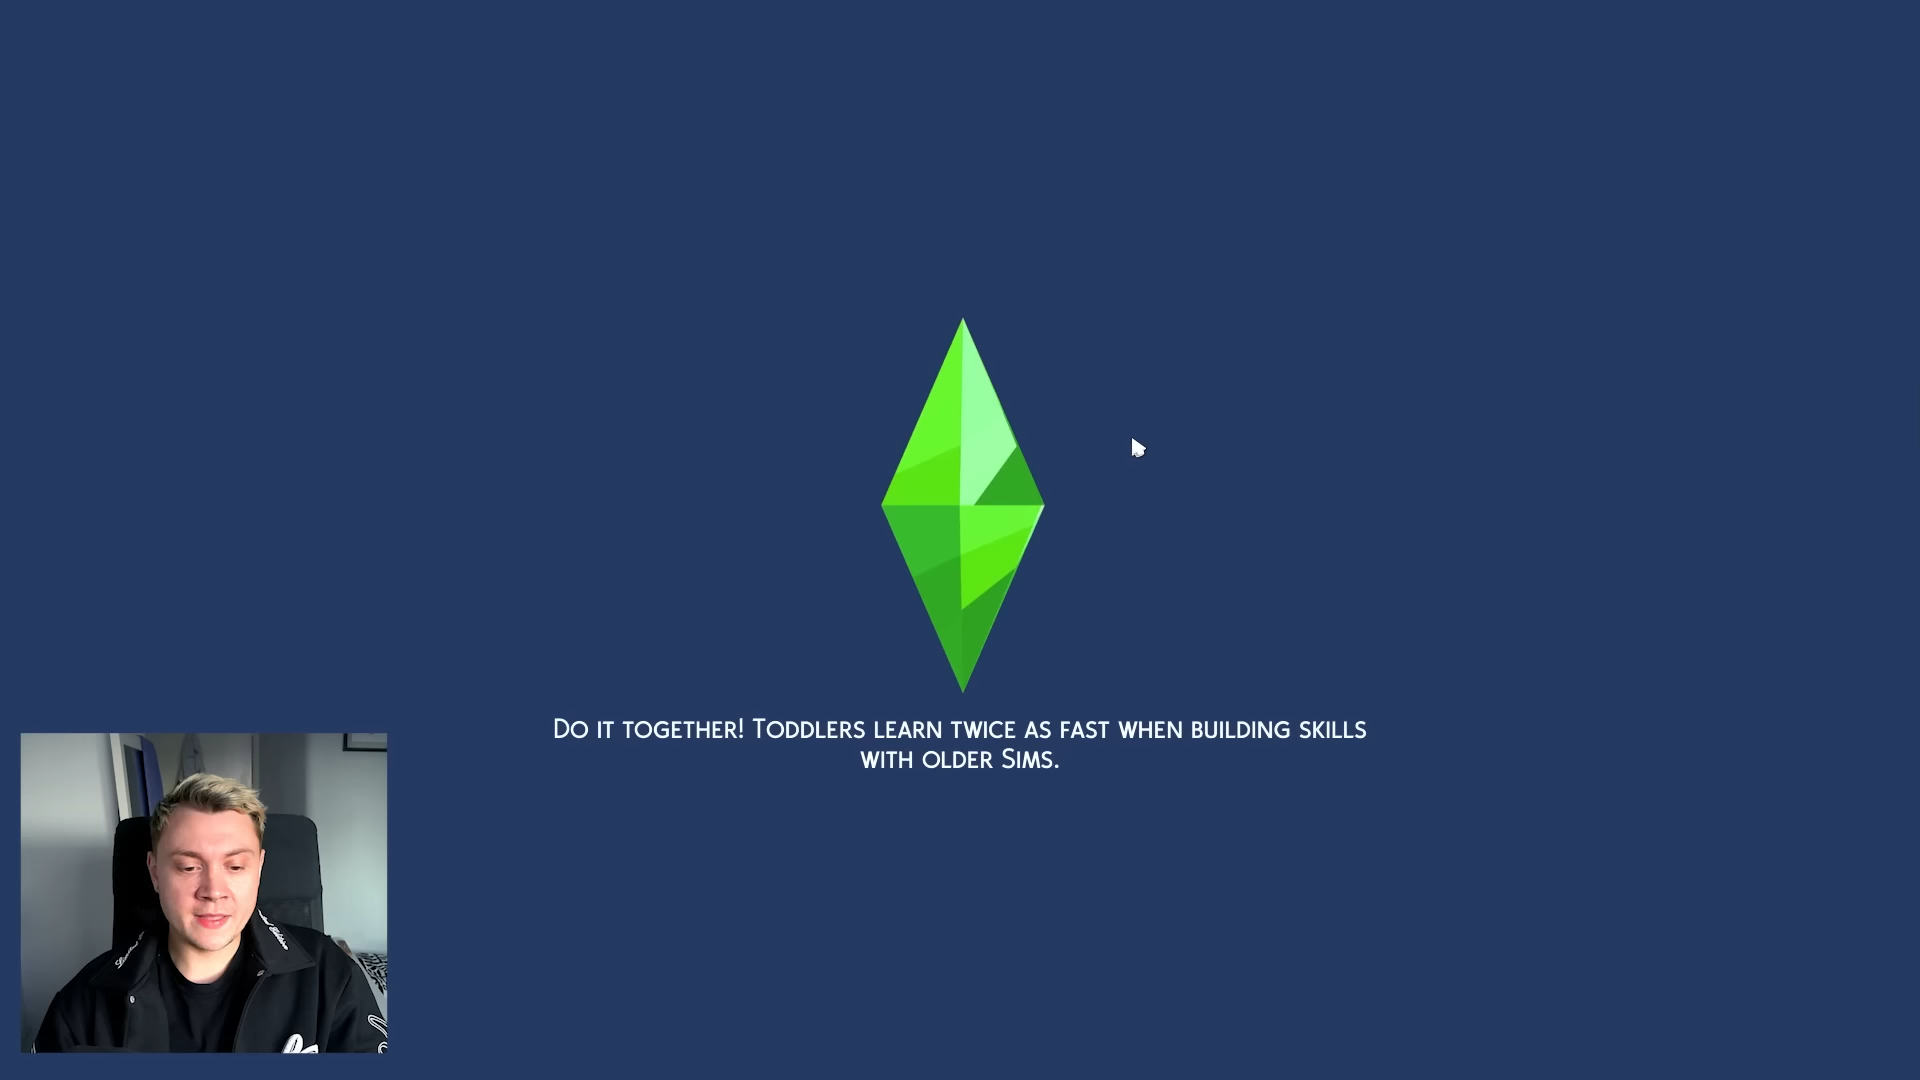 Do it together! Toddlers learn twice as fast when building skills
with older Sims.